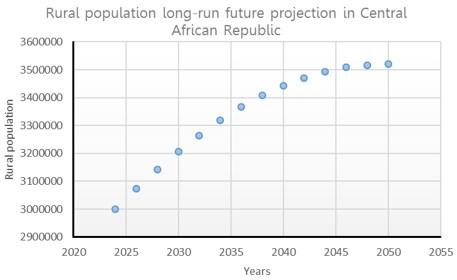 Rural population long-run future projection in Central
African Republic
3600000
3500000
3400000
3300000
3200000
3100000
3000000
2900000
Rural population
2020 2025 2030 2035 2040 2045 2050 2055
Years